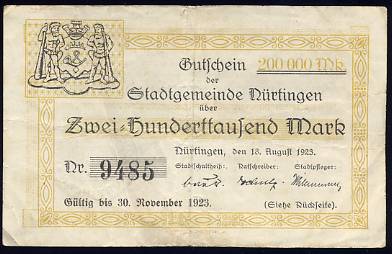 Gutschein 200 000 Mk.
der
Stadtgemeinde Nürtingen
über
Zwei-Hunderttausend Mark
Nürtingen, den 18. August 1923.
Nr. 9485
Stadtschulth.: Ratschreiber: Stadtpfleger:
Gültig bis 30. November 1923. (Siehe Rückseite).